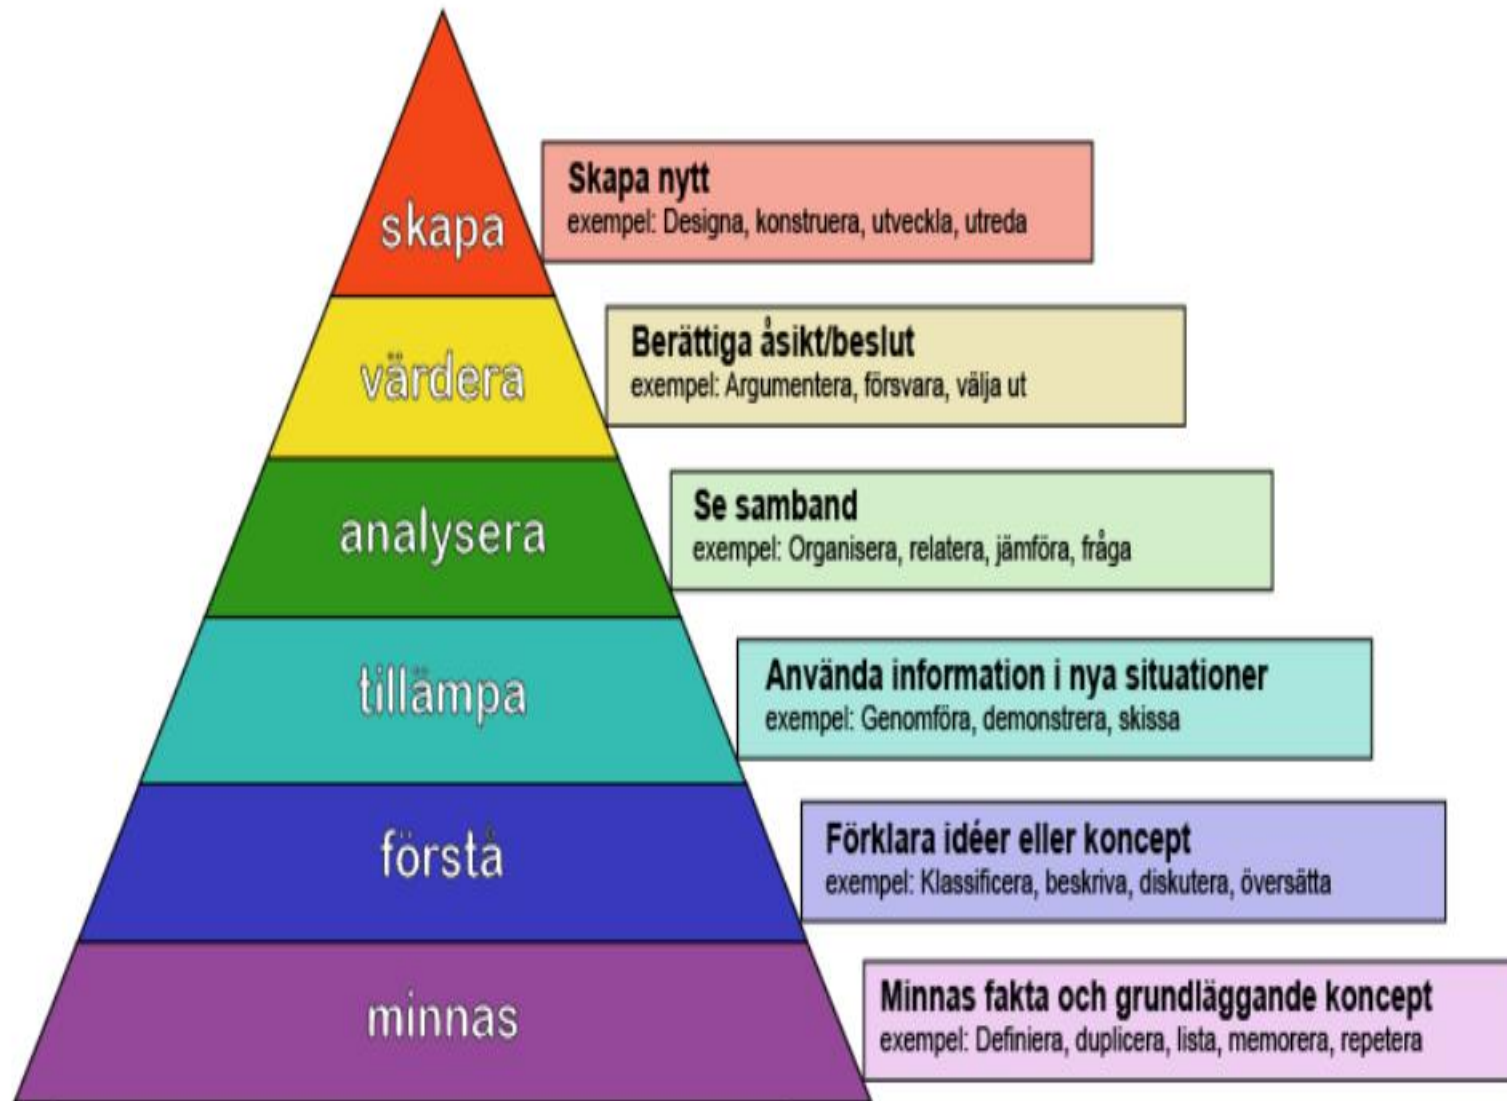 skapa
Skapa nytt
exempel: Designa, konstruera, utveckla, utreda
värdera
Berättiga åsikt/beslut
exempel: Argumentera, försvara, välja ut
analysera
Se samband
exempel: Organisera, relatera, jämföra, fråga
tillämpa
Använda information i nya situationer
exempel: Genomföra, demonstrera, skissa
förstå
Förklara idéer eller koncept
exempel: Klassificera, beskriva, diskutera, översätta
minnas
Minnas fakta och grundläggande koncept
exempel: Definiera, duplicera, lista, memorera, repetera